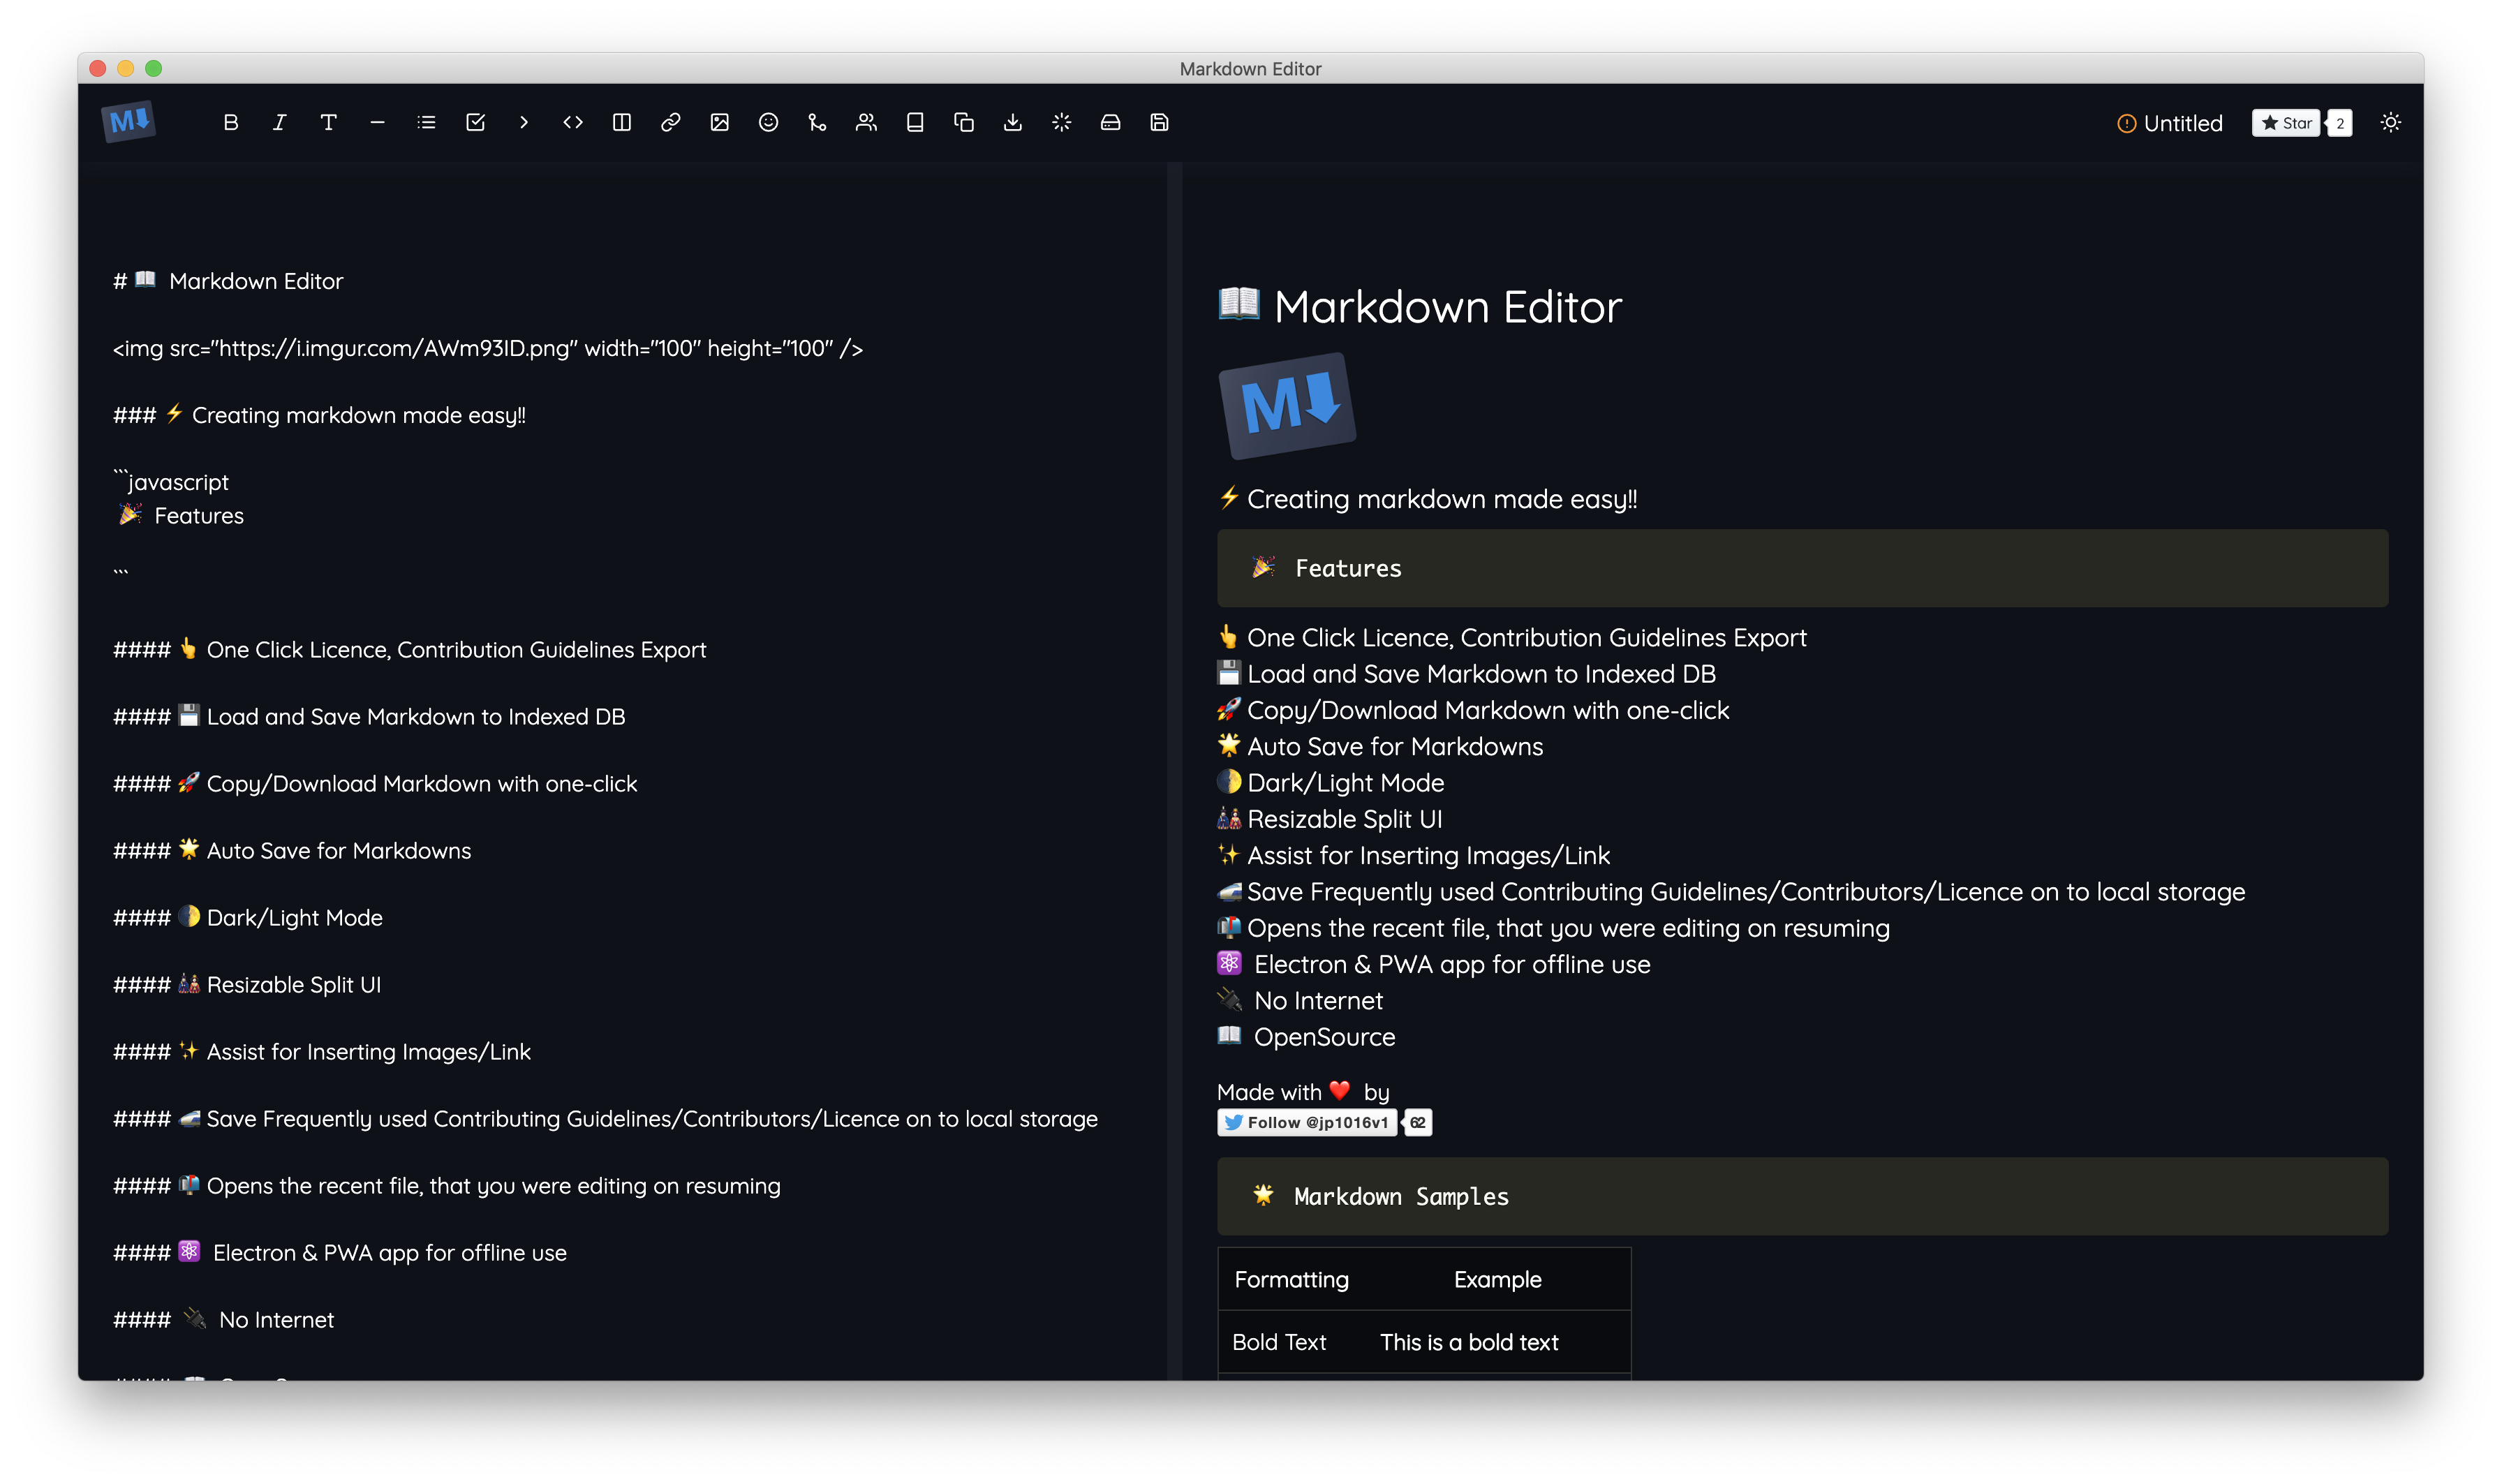 Markdown Editor
M⬇
Untitled
Star 2
# 📖 Markdown Editor
<img src="https://i.imgur.com/AWm93ID.png" width="100" height="100" />
### ⚡ Creating markdown made easy!!
```javascript
🎉 Features
```
#### 👆 One Click Licence, Contribution Guidelines Export
#### 💾 Load and Save Markdown to Indexed DB
#### 🚀 Copy/Download Markdown with one-click
#### 🌟 Auto Save for Markdowns
#### 🌓 Dark/Light Mode
#### 🎎 Resizable Split UI
#### ✨ Assist for Inserting Images/Link
#### 🚅 Save Frequently used Contributing Guidelines/Contributors/Licence on to local storage
#### 📬 Opens the recent file, that you were editing on resuming
#### ⚛️ Electron & PWA app for offline use
#### 🔌 No Internet
📖 Markdown Editor
M⬇
⚡ Creating markdown made easy!!
🎉 Features
👆 One Click Licence, Contribution Guidelines Export
💾 Load and Save Markdown to Indexed DB
🚀 Copy/Download Markdown with one-click
🌟 Auto Save for Markdowns
🌓 Dark/Light Mode
🎎 Resizable Split UI
✨ Assist for Inserting Images/Link
🚅 Save Frequently used Contributing Guidelines/Contributors/Licence on to local storage
📬 Opens the recent file, that you were editing on resuming
⚛️ Electron & PWA app for offline use
🔌 No Internet
📖 OpenSource
Made with ❤️ by
Follow @jp1016v1 62
🌟 Markdown Samples
Formatting Example
Bold Text This is a bold text